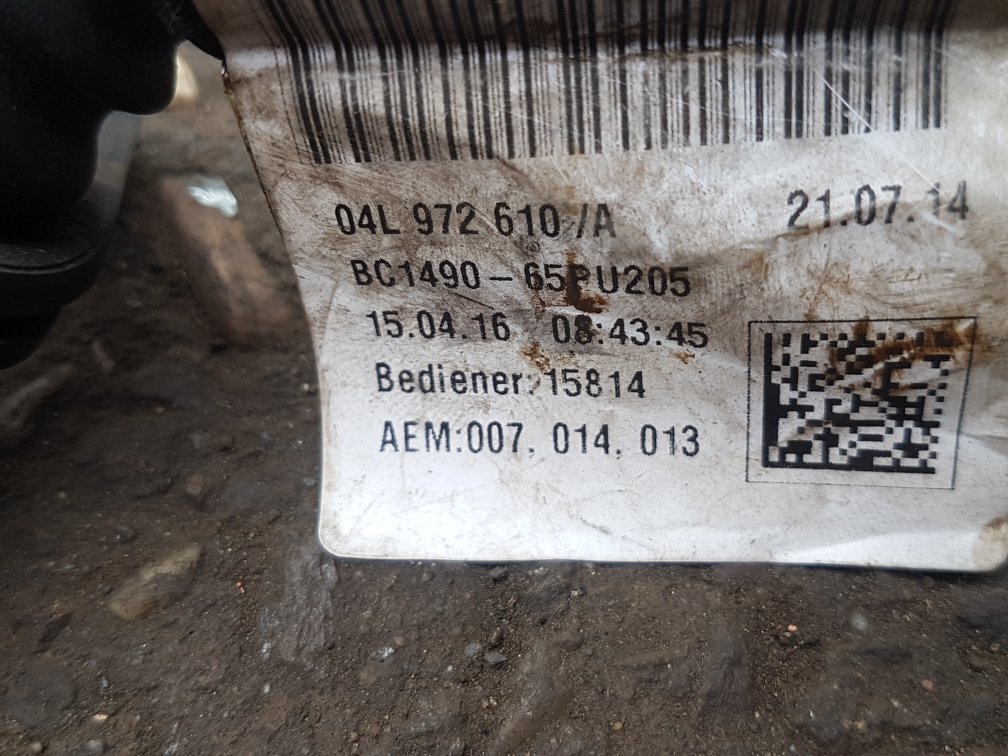 04L 972 610 /A 21.07.14
BC1490-65PU205
15.04.16 08:43:45
Bediener:15814
AEM:007, 014, 013